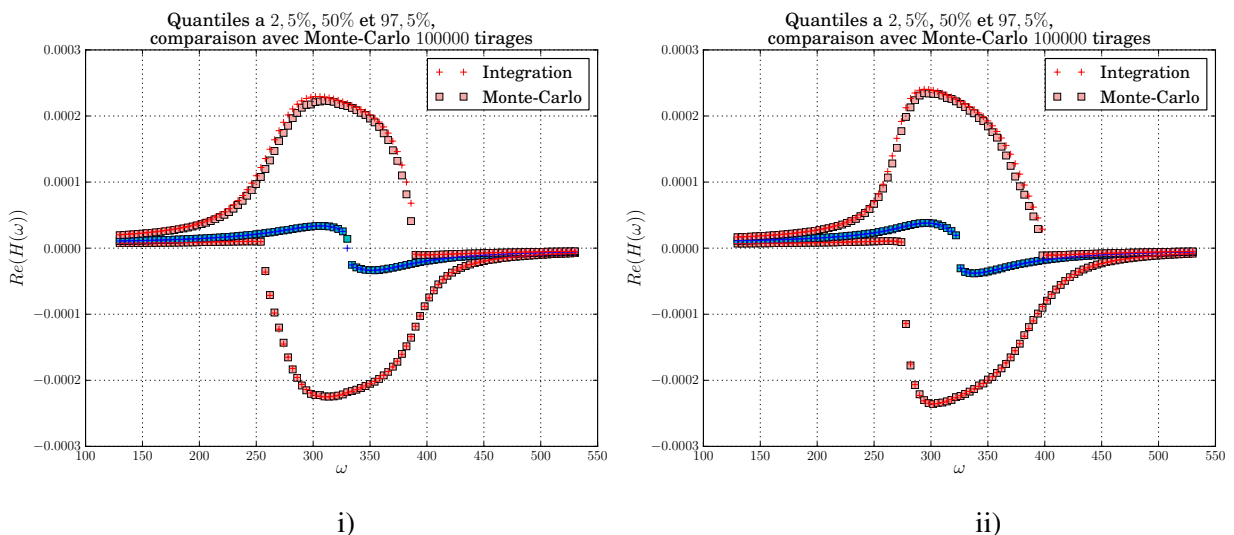 Quantiles a 2, 5%, 50% et 97, 5%,
comparaison avec Monte-Carlo 100000 tirages
0.0003
0.0002
0.0001
0.0000
−0.0001
−0.0002
−0.0003
Re(H(ω))
Integration
Monte-Carlo
100 150 200 250 300 350 400 450 500 550
ω
i)
Quantiles a 2, 5%, 50% et 97, 5%,
comparaison avec Monte-Carlo 100000 tirages
0.0003
0.0002
0.0001
0.0000
−0.0001
−0.0002
−0.0003
Re(H(ω))
Integration
Monte-Carlo
100 150 200 250 300 350 400 450 500 550
ω
ii)